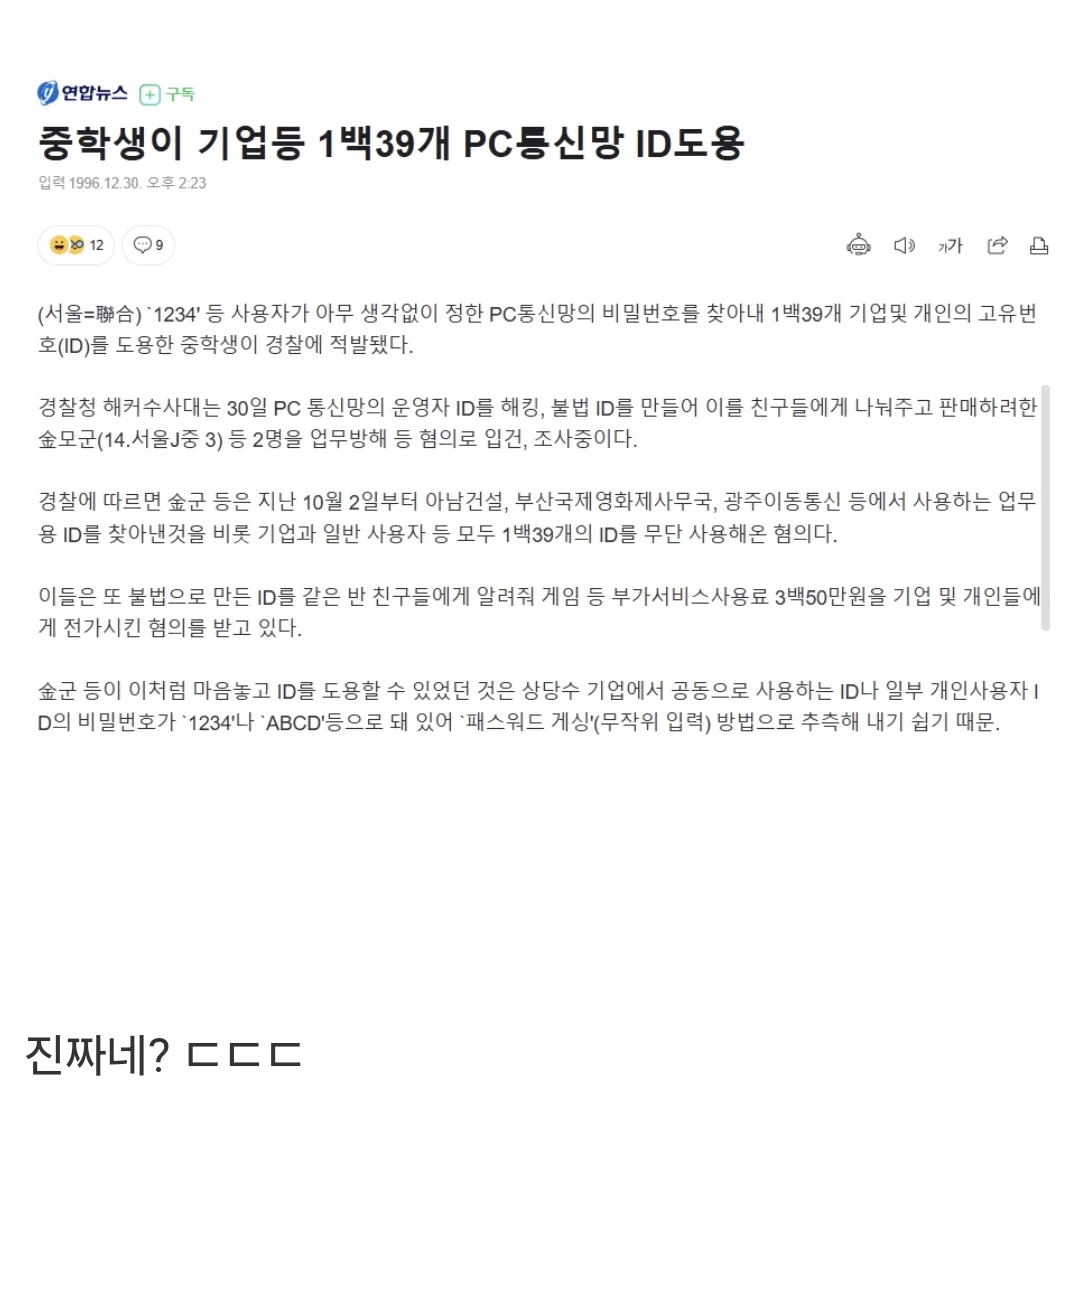 연합뉴스 구독
중학생이 기업등 1백39개 PC통신망 ID도용
입력 1996.12.30. 오후 2:23
12 9 가가
(서울=聯合) `1234' 등 사용자가 아무 생각없이 정한 PC통신망의 비밀번호를 찾아내 1백39개 기업및 개인의 고유번
호(ID)를 도용한 중학생이 경찰에 적발됐다.
경찰청 해커수사대는 30일 PC 통신망의 운영자 ID를 해킹, 불법 ID를 만들어 이를 친구들에게 나눠주고 판매하려한
金모군(14.서울J중 3) 등 2명을 업무방해 등 혐의로 입건, 조사중이다.
경찰에 따르면 金군 등은 지난 10월 2일부터 아남건설, 부산국제영화제사무국, 광주이동통신 등에서 사용하는 업무
용 ID를 찾아낸것을 비롯 기업과 일반 사용자 등 모두 1백39개의 ID를 무단 사용해온 혐의다.
이들은 또 불법으로 만든 ID를 같은 반 친구들에게 알려줘 게임 등 부가서비스사용료 3백50만원을 기업 및 개인들에
게 전가시킨 혐의를 받고 있다.
金군 등이 이처럼 마음놓고 ID를 도용할 수 있었던 것은 상당수 기업에서 공동으로 사용하는 ID나 일부 개인사용자 I
D의 비밀번호가 `1234'나 `ABCD'등으로 돼 있어 `패스워드 게싱'(무작위 입력) 방법으로 추측해 내기 쉽기 때문.
진짜네? ㄷㄷㄷ